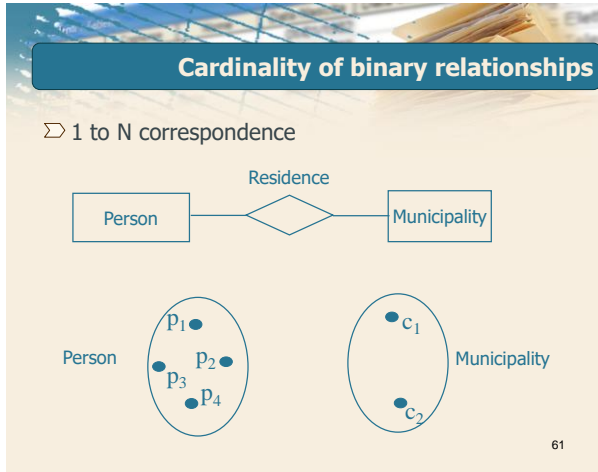 Cardinality of binary relationships
1 to N correspondence
Residence
Person
Municipality
p1
c1
Person
p2
Municipality
p3
p4
c2
61